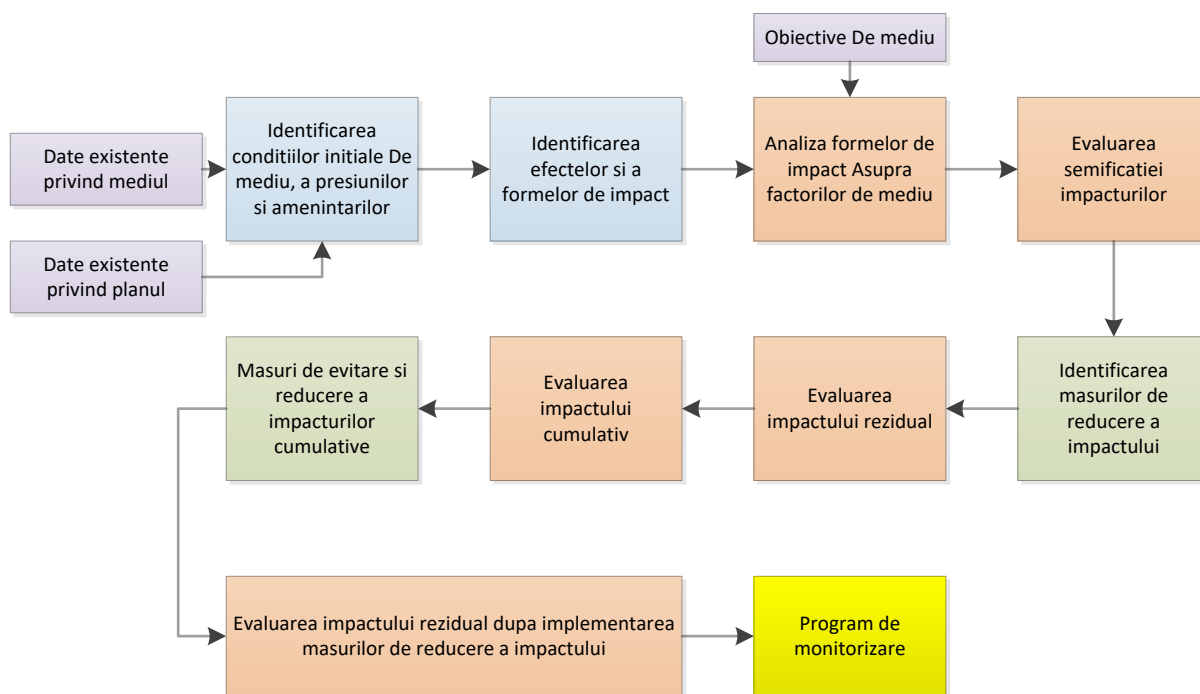 Obiective De mediu
Date existente
privind mediul
Identificarea
conditiilor initiale De
mediu, a presiunilor
si amenintarilor
Identificarea
efectelor si a
formelor de impact
Analiza formelor de
impact Asupra
factorilor de mediu
Evaluarea
semificatiei
impacturilor
Date existente
privind planul
Identificarea
masurilor de
reducere a
impactului
Evaluarea
impactului rezidual
Evaluarea
impactului
cumulativ
Masuri de evitare si
reducere a
impacturilor
cumulative
Evaluarea impactului rezidual dupa implementarea
masurilor de reducere a impactului
Program de
monitorizare